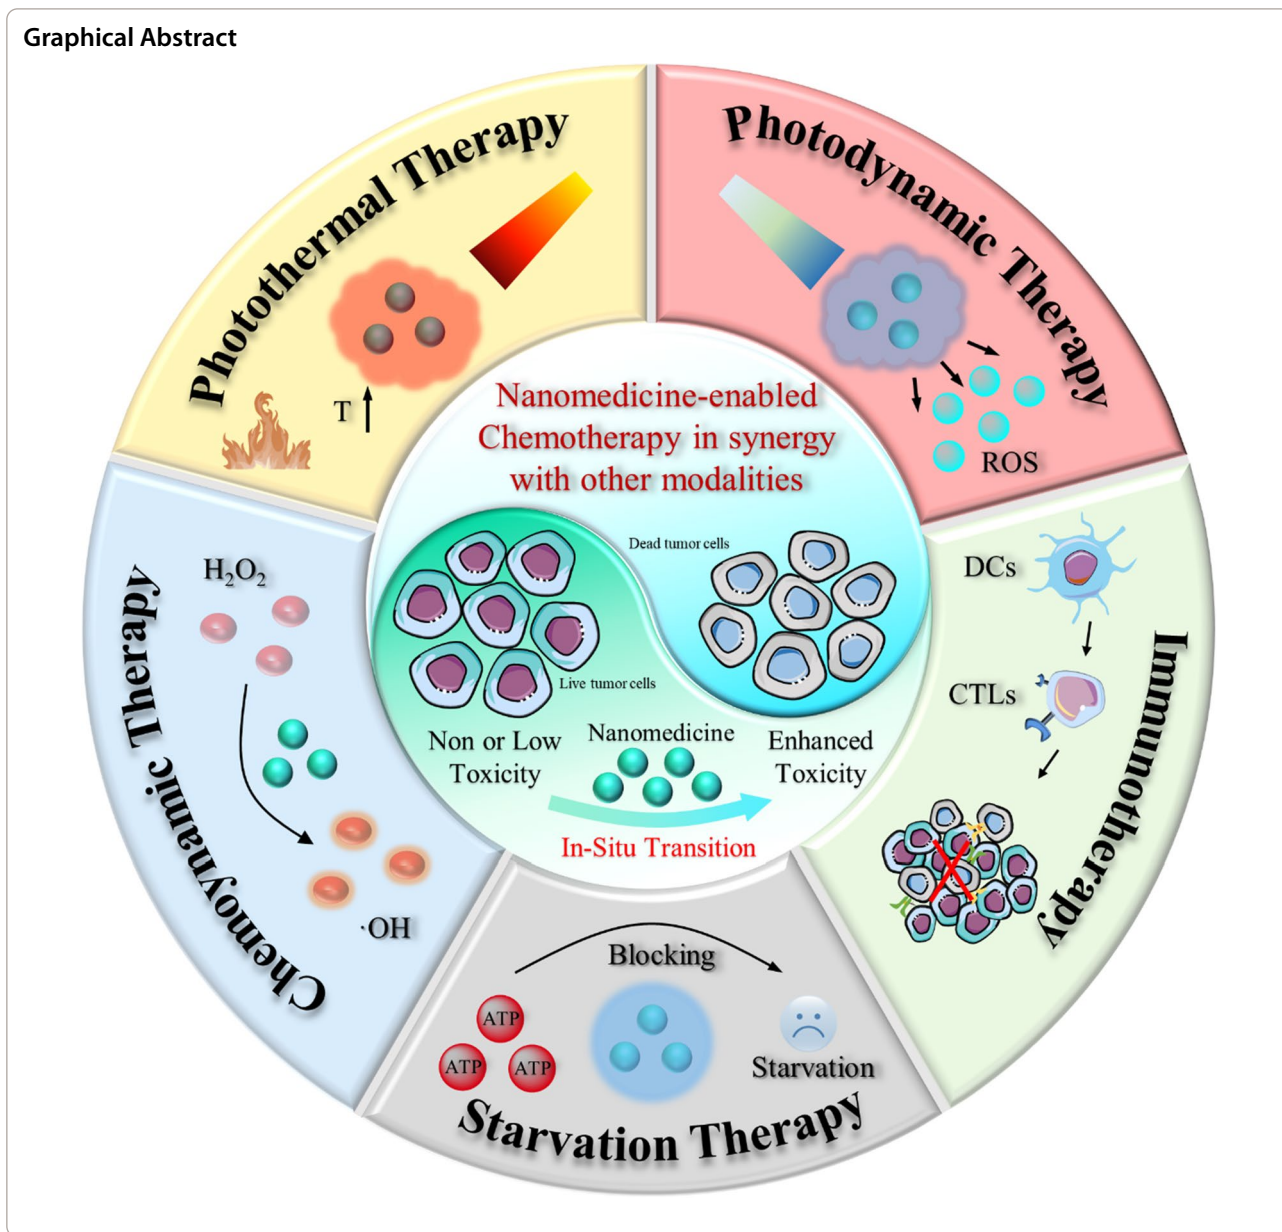 Graphical Abstract
Photothermal Therapy
T
Photodynamic Therapy
ROS
Nanomedicine-enabled
Chemotherapy in synergy
with other modalities
Dead tumor cells
Live tumor cells
Non or Low
Toxicity
Nanomedicine
Enhanced
Toxicity
In-Situ Transition
Chemoynamic Therapy
H₂O₂
·OH
DCs
CTLs
Immunotherapy
Blocking
ATP
ATP
ATP
Starvation
Starvation Therapy